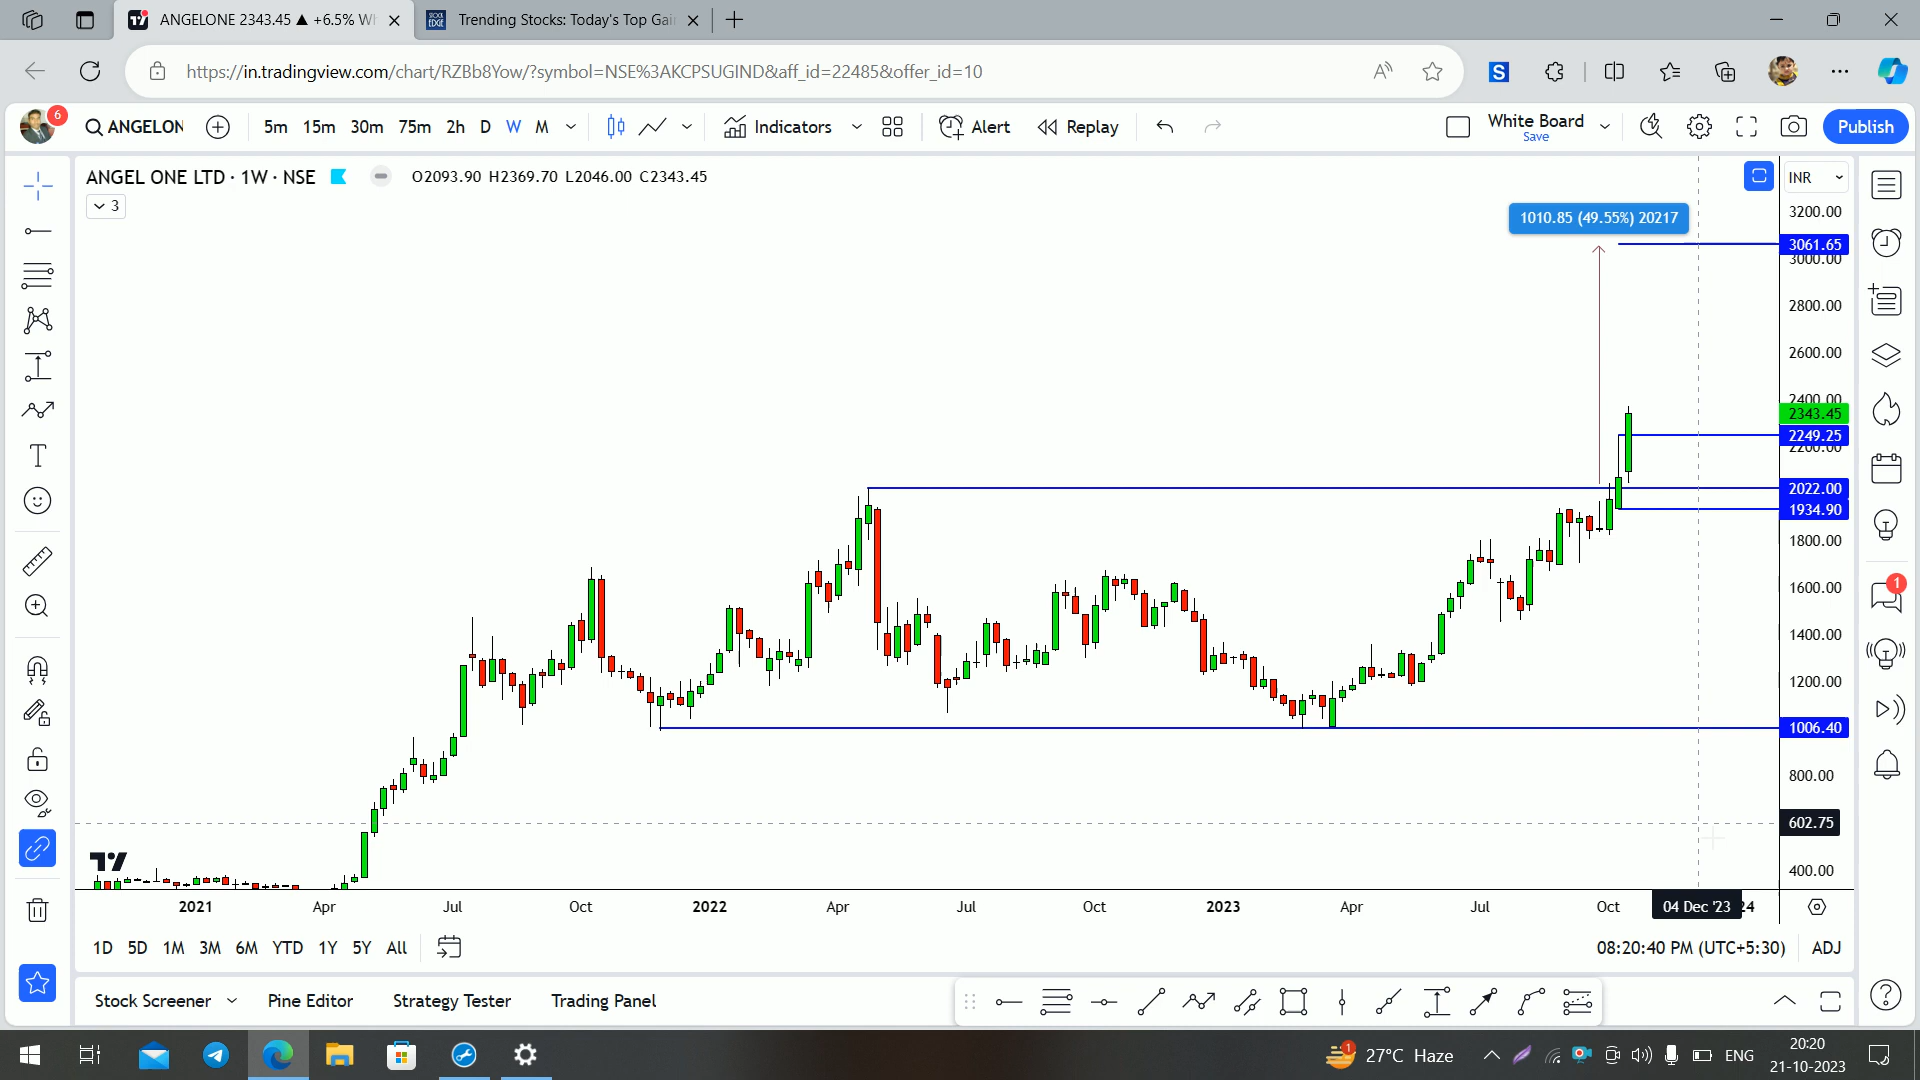 ANGELONE 2343.45 ▲ +6.5% W
Trending Stocks: Today's Top Gai
https://in.tradingview.com/chart/RZBb8Yow/?symbol=NSE%3AKCPSUGIND&aff_id=22485&offer_id=10
6
ANGELON
5m 15m 30m 75m 2h D W M
Indicators
Alert
Replay
White Board
Save
Publish
ANGEL ONE LTD · 1W · NSE
O2093.90 H2369.70 L2046.00 C2343.45
INR
3
1010.85 (49.55%) 20217
3200.00
3061.65
3000.00
2800.00
2600.00
2400.00
2343.45
2249.25
2200.00
2022.00
1934.90
1800.00
1600.00
1400.00
1200.00
1006.40
800.00
602.75
400.00
1
2021 Apr Jul Oct 2022 Apr Jul Oct 2023 Apr Jul Oct 04 Dec '23 24
1D 5D 1M 3M 6M YTD 1Y 5Y All
08:20:40 PM (UTC+5:30) ADJ
Stock Screener Pine Editor Strategy Tester Trading Panel
1
27°C Haze
ENG
20:20
21-10-2023